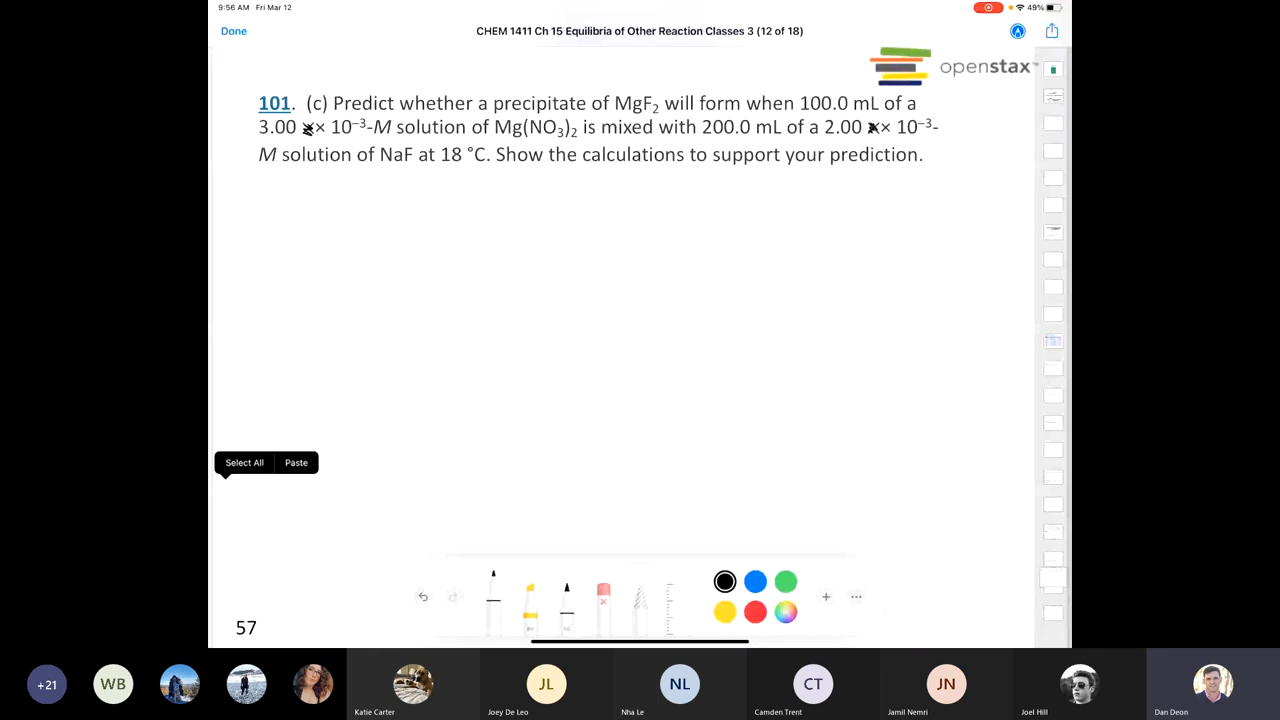 9:56 AM Fri Mar 12
49%
Done
CHEM 1411 Ch 15 Equilibria of Other Reaction Classes 3 (12 of 18)
openstax™
101. (c) Predict whether a precipitate of MgF₂ will form when 100.0 mL of a
3.00 × 10⁻³-M solution of Mg(NO₃)₂ is mixed with 200.0 mL of a 2.00 × 10⁻³-
M solution of NaF at 18 °C. Show the calculations to support your prediction.
Select All Paste
57
+21 WB JL NL CT JN
Katie Carter Joey De Leo Nha Le Camden Trent Jamil Nemri Joel Hill Dan Deon